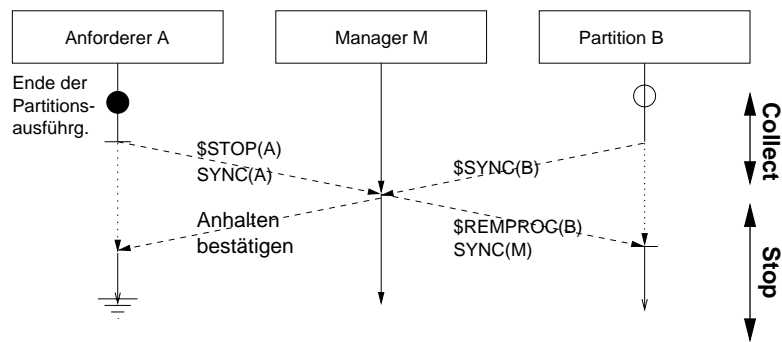 Anforderer A
Manager M
Partition B
Ende der
Partitions-
ausführg.
$STOP(A)
SYNC(A)
$SYNC(B)
Anhalten
bestätigen
$REMPROC(B)
SYNC(M)
Collect
Stop